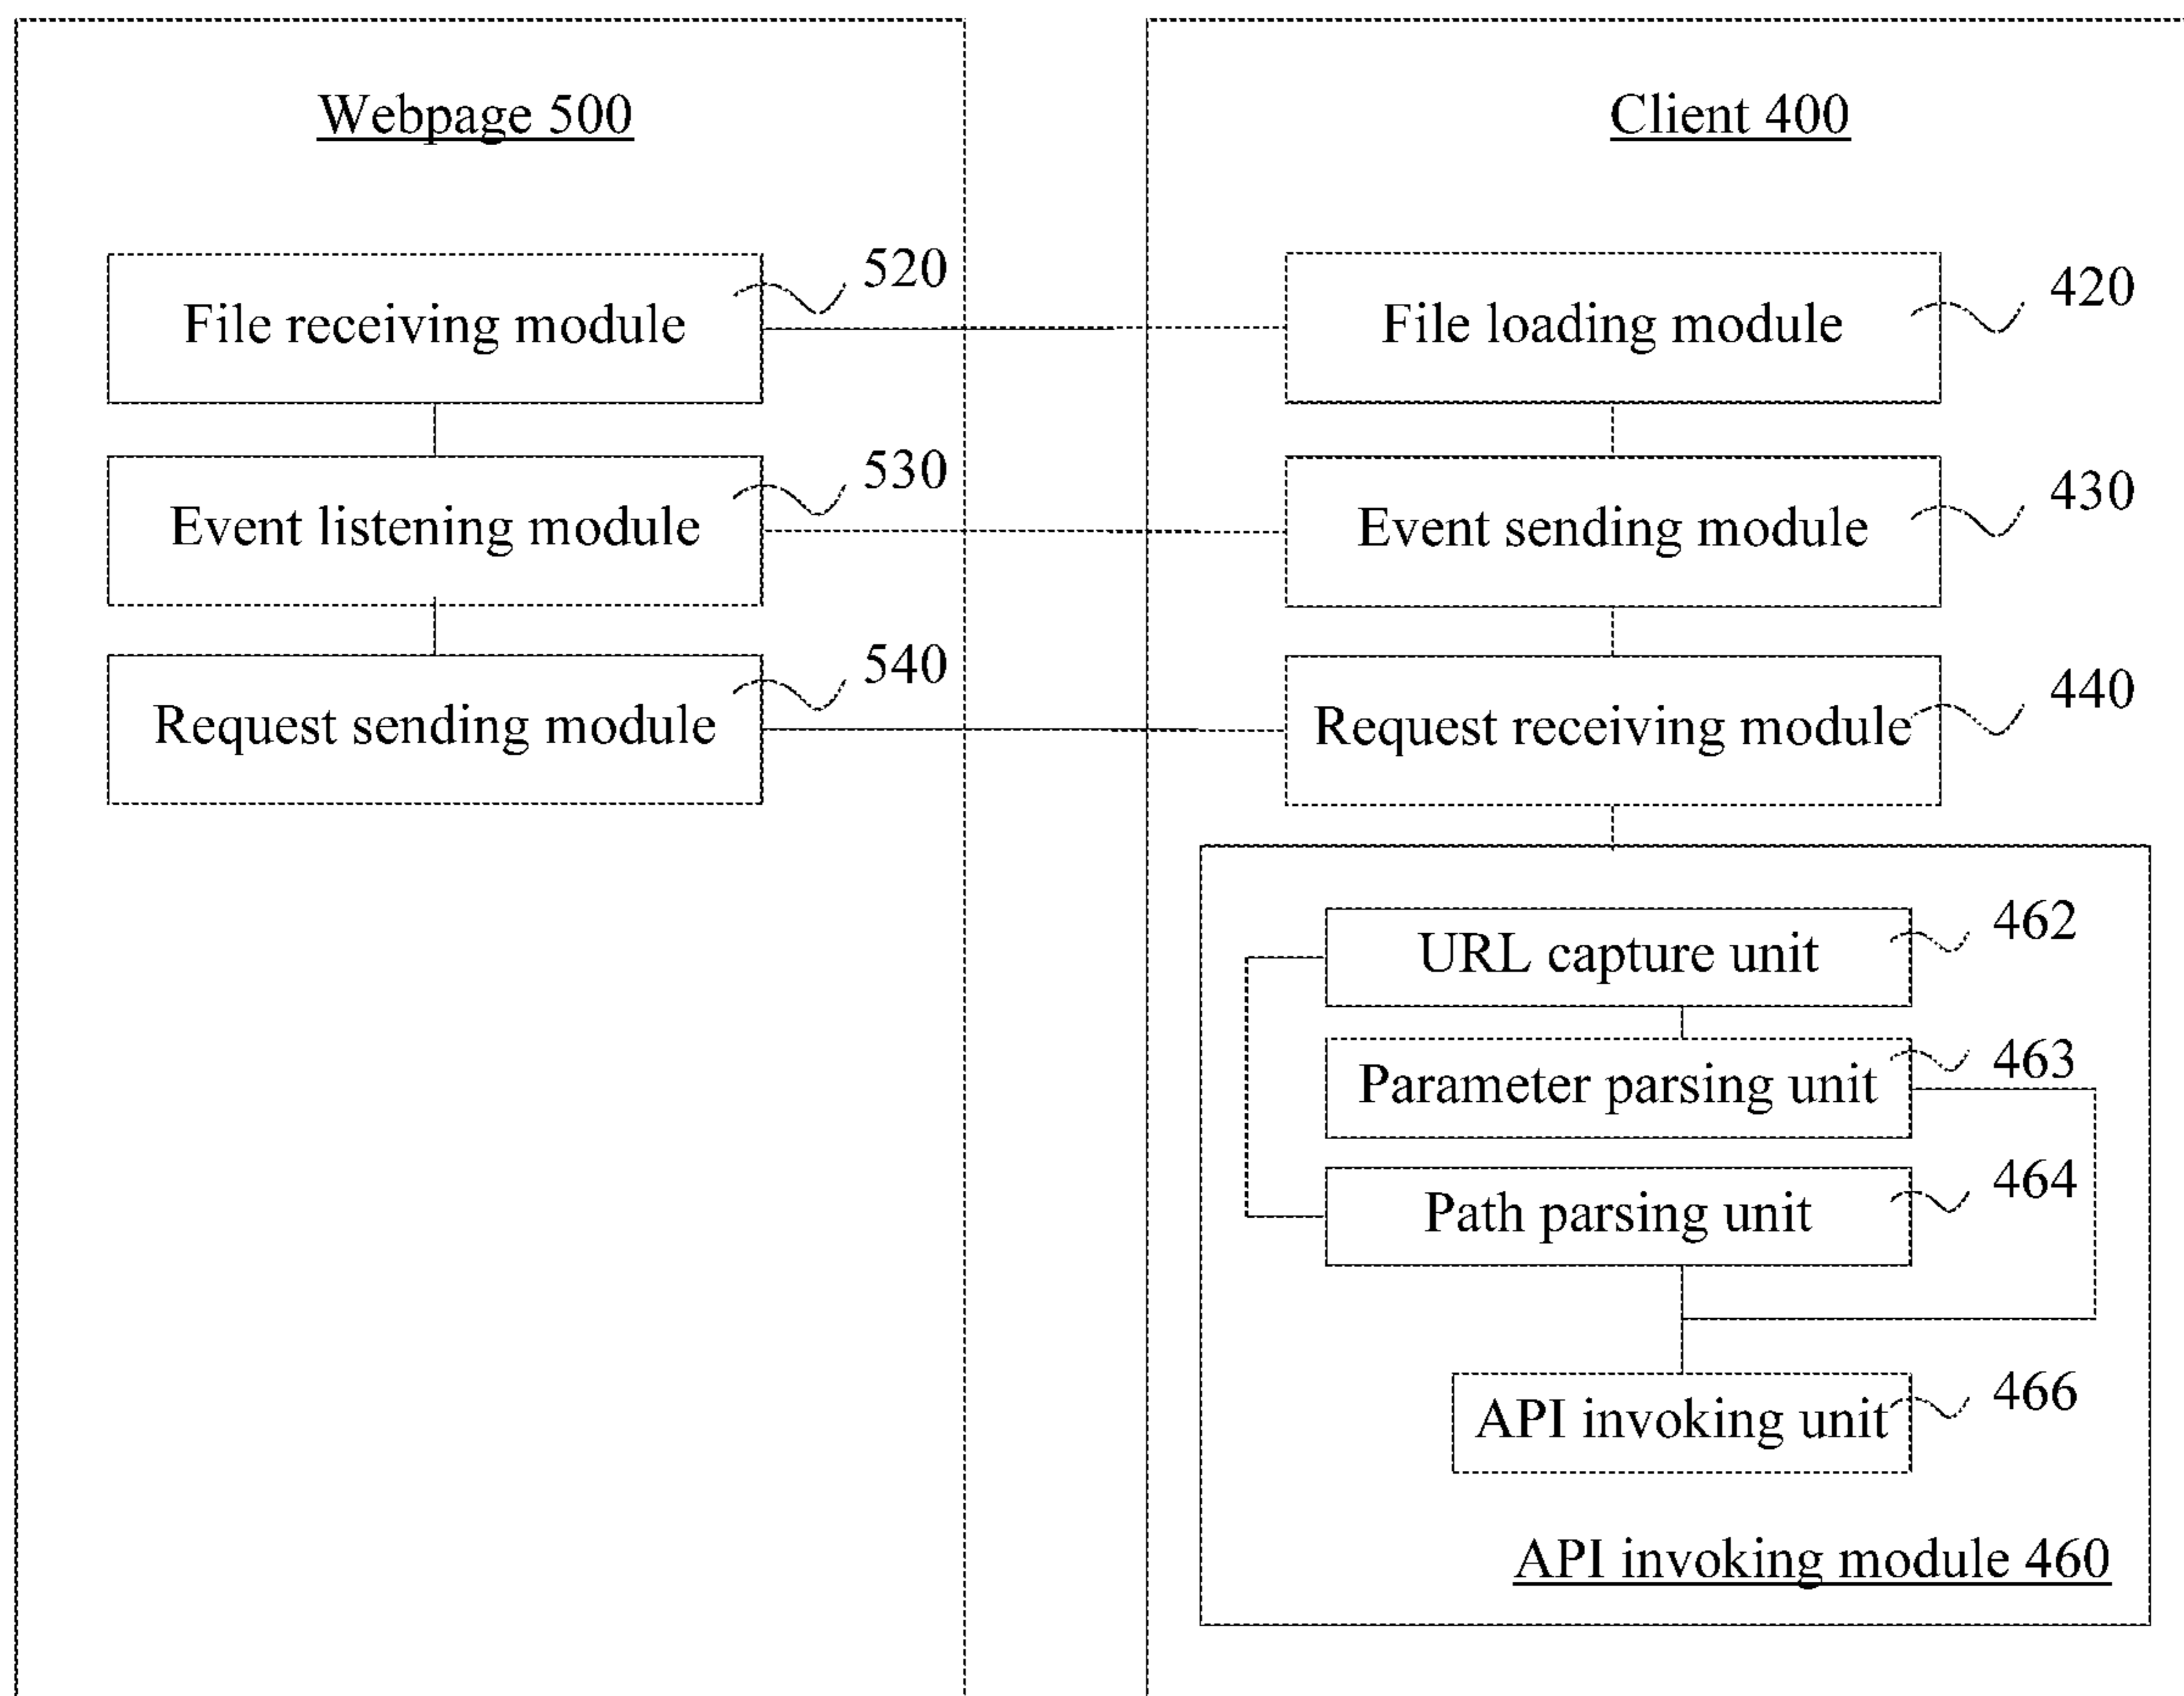 Webpage 500
File receiving module
520
Event listening module
530
Request sending module
540
Client 400
File loading module
420
Event sending module
430
Request receiving module
440
URL capture unit
462
Parameter parsing unit
463
Path parsing unit
464
API invoking unit
466
API invoking module 460